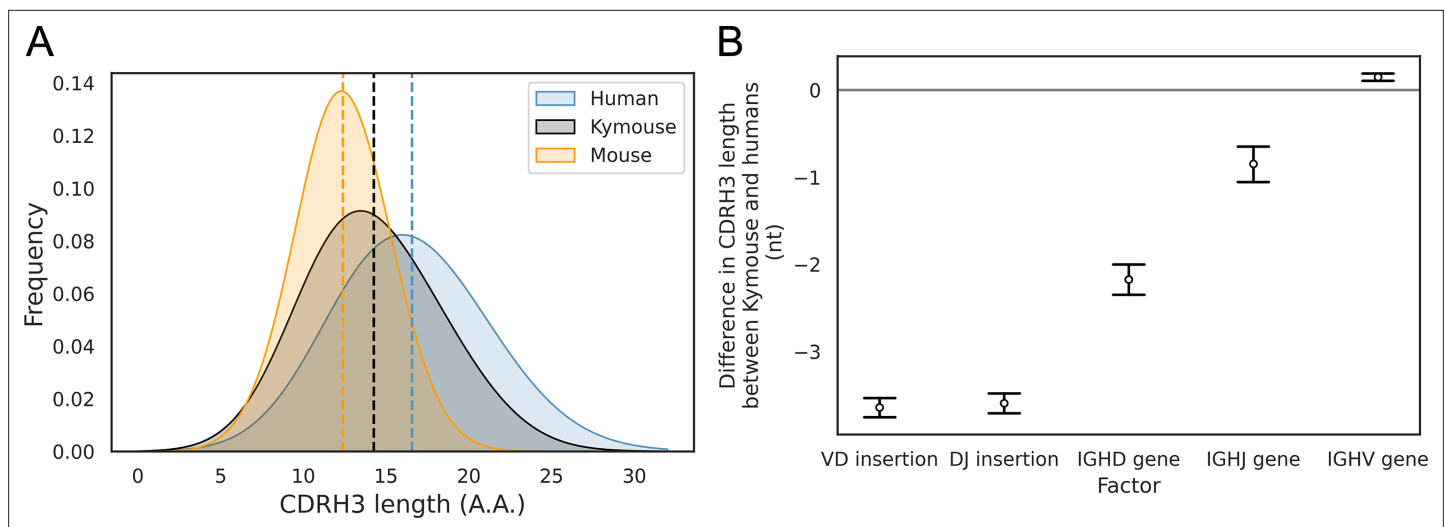 A
Frequency
0.14
0.12
0.10
0.08
0.06
0.04
0.02
0.00
Human
Kymouse
Mouse
0 5 10 15 20 25 30
CDRH3 length (A.A.)
B
Difference in CDRH3 length
between Kymouse and humans
(nt)
0
−1
−2
−3
VD insertion DJ insertion IGHD gene IGHJ gene IGHV gene
Factor